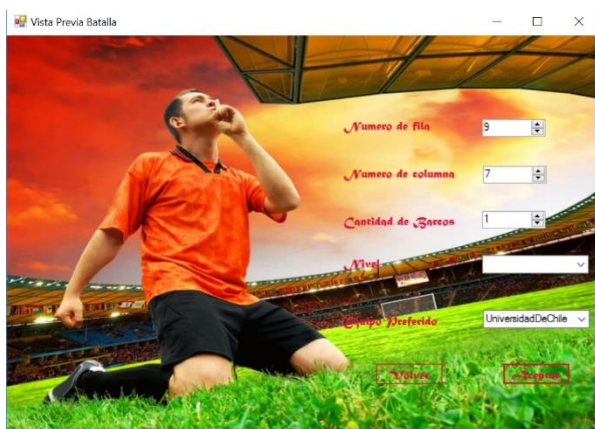 Vista Previa Batalla
Numero de fila 9
Numero de columna 7
Cantidad de Barcos 1
Nivel
Equipo Preferido UniversidadDeChile
Volver Aceptar